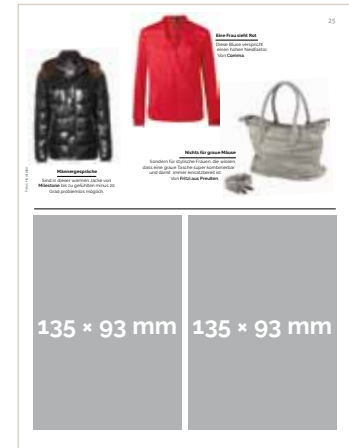 25
Eine Frau sieht Rot
Diese Bluse verspricht
einen hohen Neidfaktor.
Von Comma.
Nichts für graue Mäuse
Sondern für stylische Frauen, die wissen,
dass eine graue Tasche super kombinierbar
und damit immer einsatzbereit ist.
Von Fritzi aus Preußen.
Männergespräche
Sind in dieser warmen Jacke von
Milestone bis zu gefühlten minus 20
Grad problemlos möglich.
135 × 93 mm
135 × 93 mm